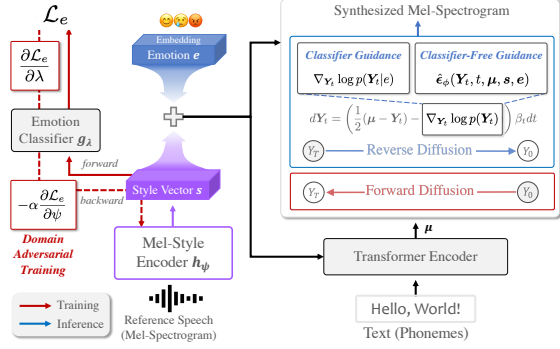 𝓛ₑ
∂𝓛ₑ/∂λ
Emotion
Classifier g_λ
forward
backward
−α ∂𝓛ₑ/∂ψ
Domain
Adversarial
Training
Training
Inference
Embedding
Emotion e
Style Vector s
Mel-Style
Encoder h_ψ
Reference Speech
(Mel-Spectrogram)
Synthesized Mel-Spectrogram
Classifier Guidance
∇_{Y_t} log p(Y_t|e)
Classifier-Free Guidance
ε̂_ϕ(Y_t, t, μ, s, e)
dY_t = (1/2 (μ − Y_t) − ∇_{Y_t} log p(Y_t)) β_t dt
Y_T Reverse Diffusion Y_0
Y_T Forward Diffusion Y_0
μ
Transformer Encoder
Hello, World!
Text (Phonemes)